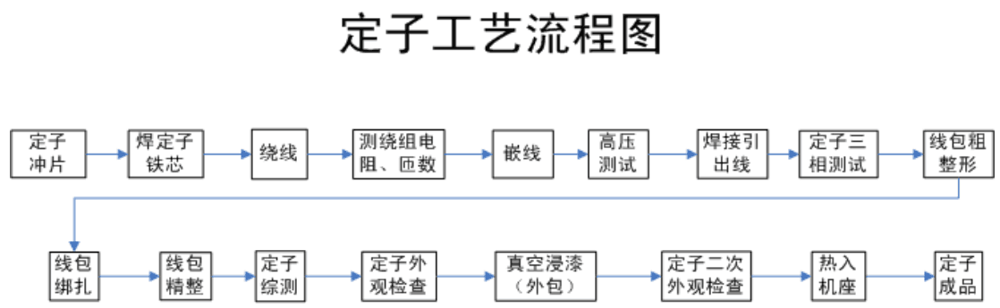 定子工艺流程图
定子
冲片
焊定子
铁芯
绕线
测绕组电
阻、匝数
嵌线
高压
测试
焊接引
出线
定子三
相测试
线包粗
整形
线包
绑扎
线包
精整
定子
综测
定子外
观检查
真空浸漆
（外包）
定子二次
外观检查
热入
机座
定子
成品